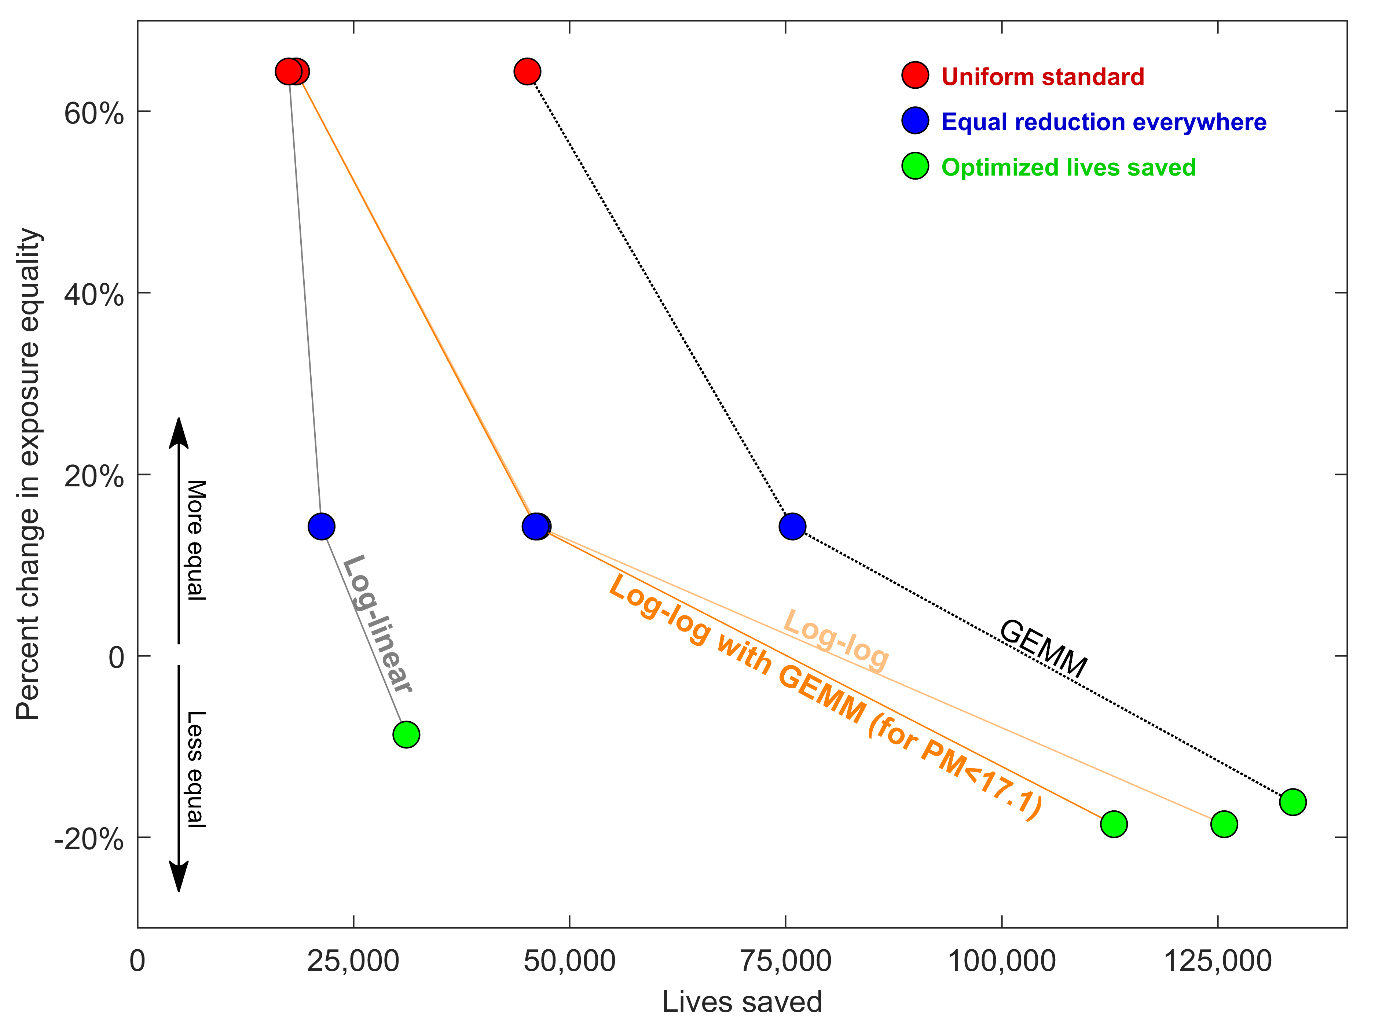 Uniform standard
Equal reduction everywhere
Optimized lives saved
Percent change in exposure equality
60%
40%
20%
0
-20%
More equal
Less equal
Log-linear
Log-log with GEMM (for PM<17.1)
Log-log
GEMM
0
25,000
50,000
75,000
100,000
125,000
Lives saved